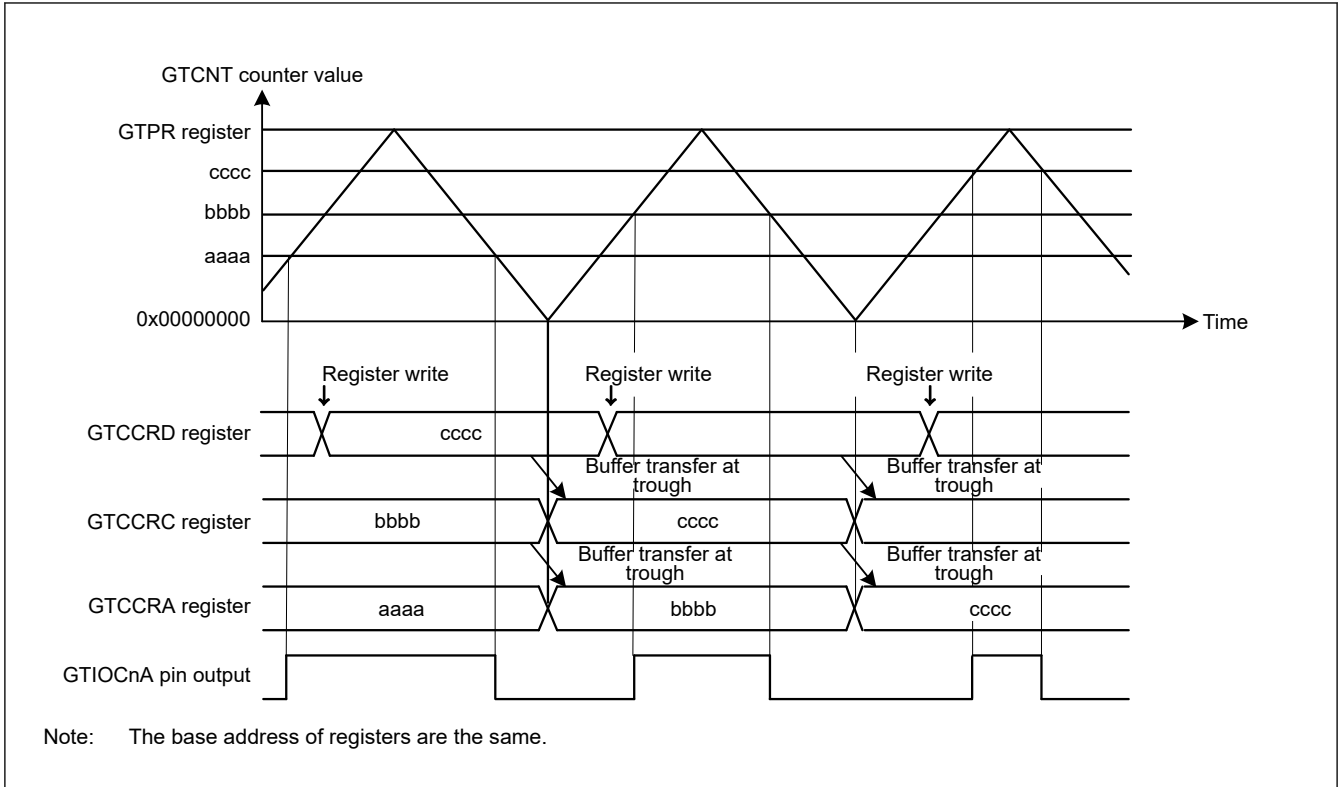 GTCNT counter value
GTPR register
cccc
bbbb
aaaa
0x00000000
Time
Register write
Register write
Register write
GTCCRD register
cccc
Buffer transfer at
trough
Buffer transfer at
trough
GTCCRC register
bbbb
cccc
Buffer transfer at
trough
Buffer transfer at
trough
GTCCRA register
aaaa
bbbb
cccc
GTIOCnA pin output
Note: The base address of registers are the same.